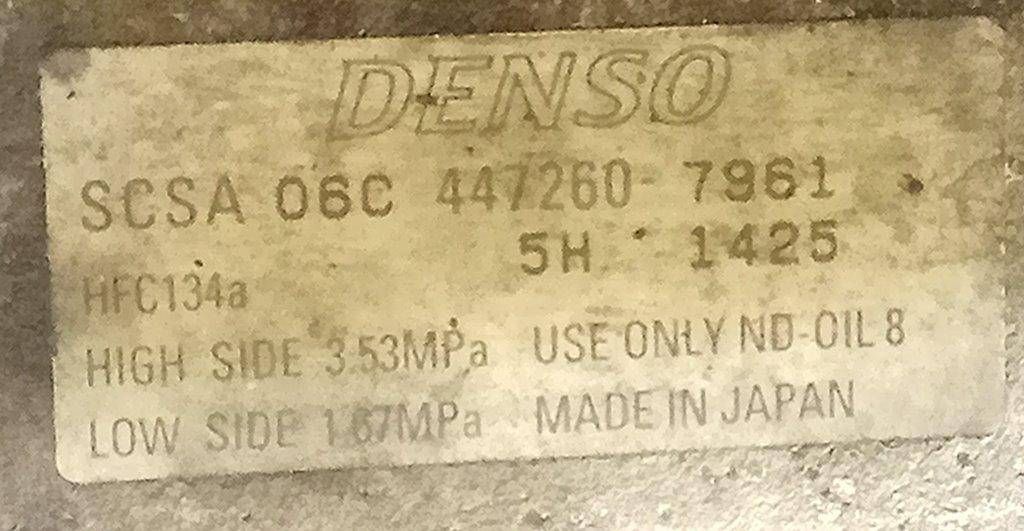 DENSO
SCSA 06C 447260-7961
5H 1425
HFC134a
HIGH SIDE 3.53MPa USE ONLY ND-OIL 8
LOW SIDE 1.67MPa MADE IN JAPAN